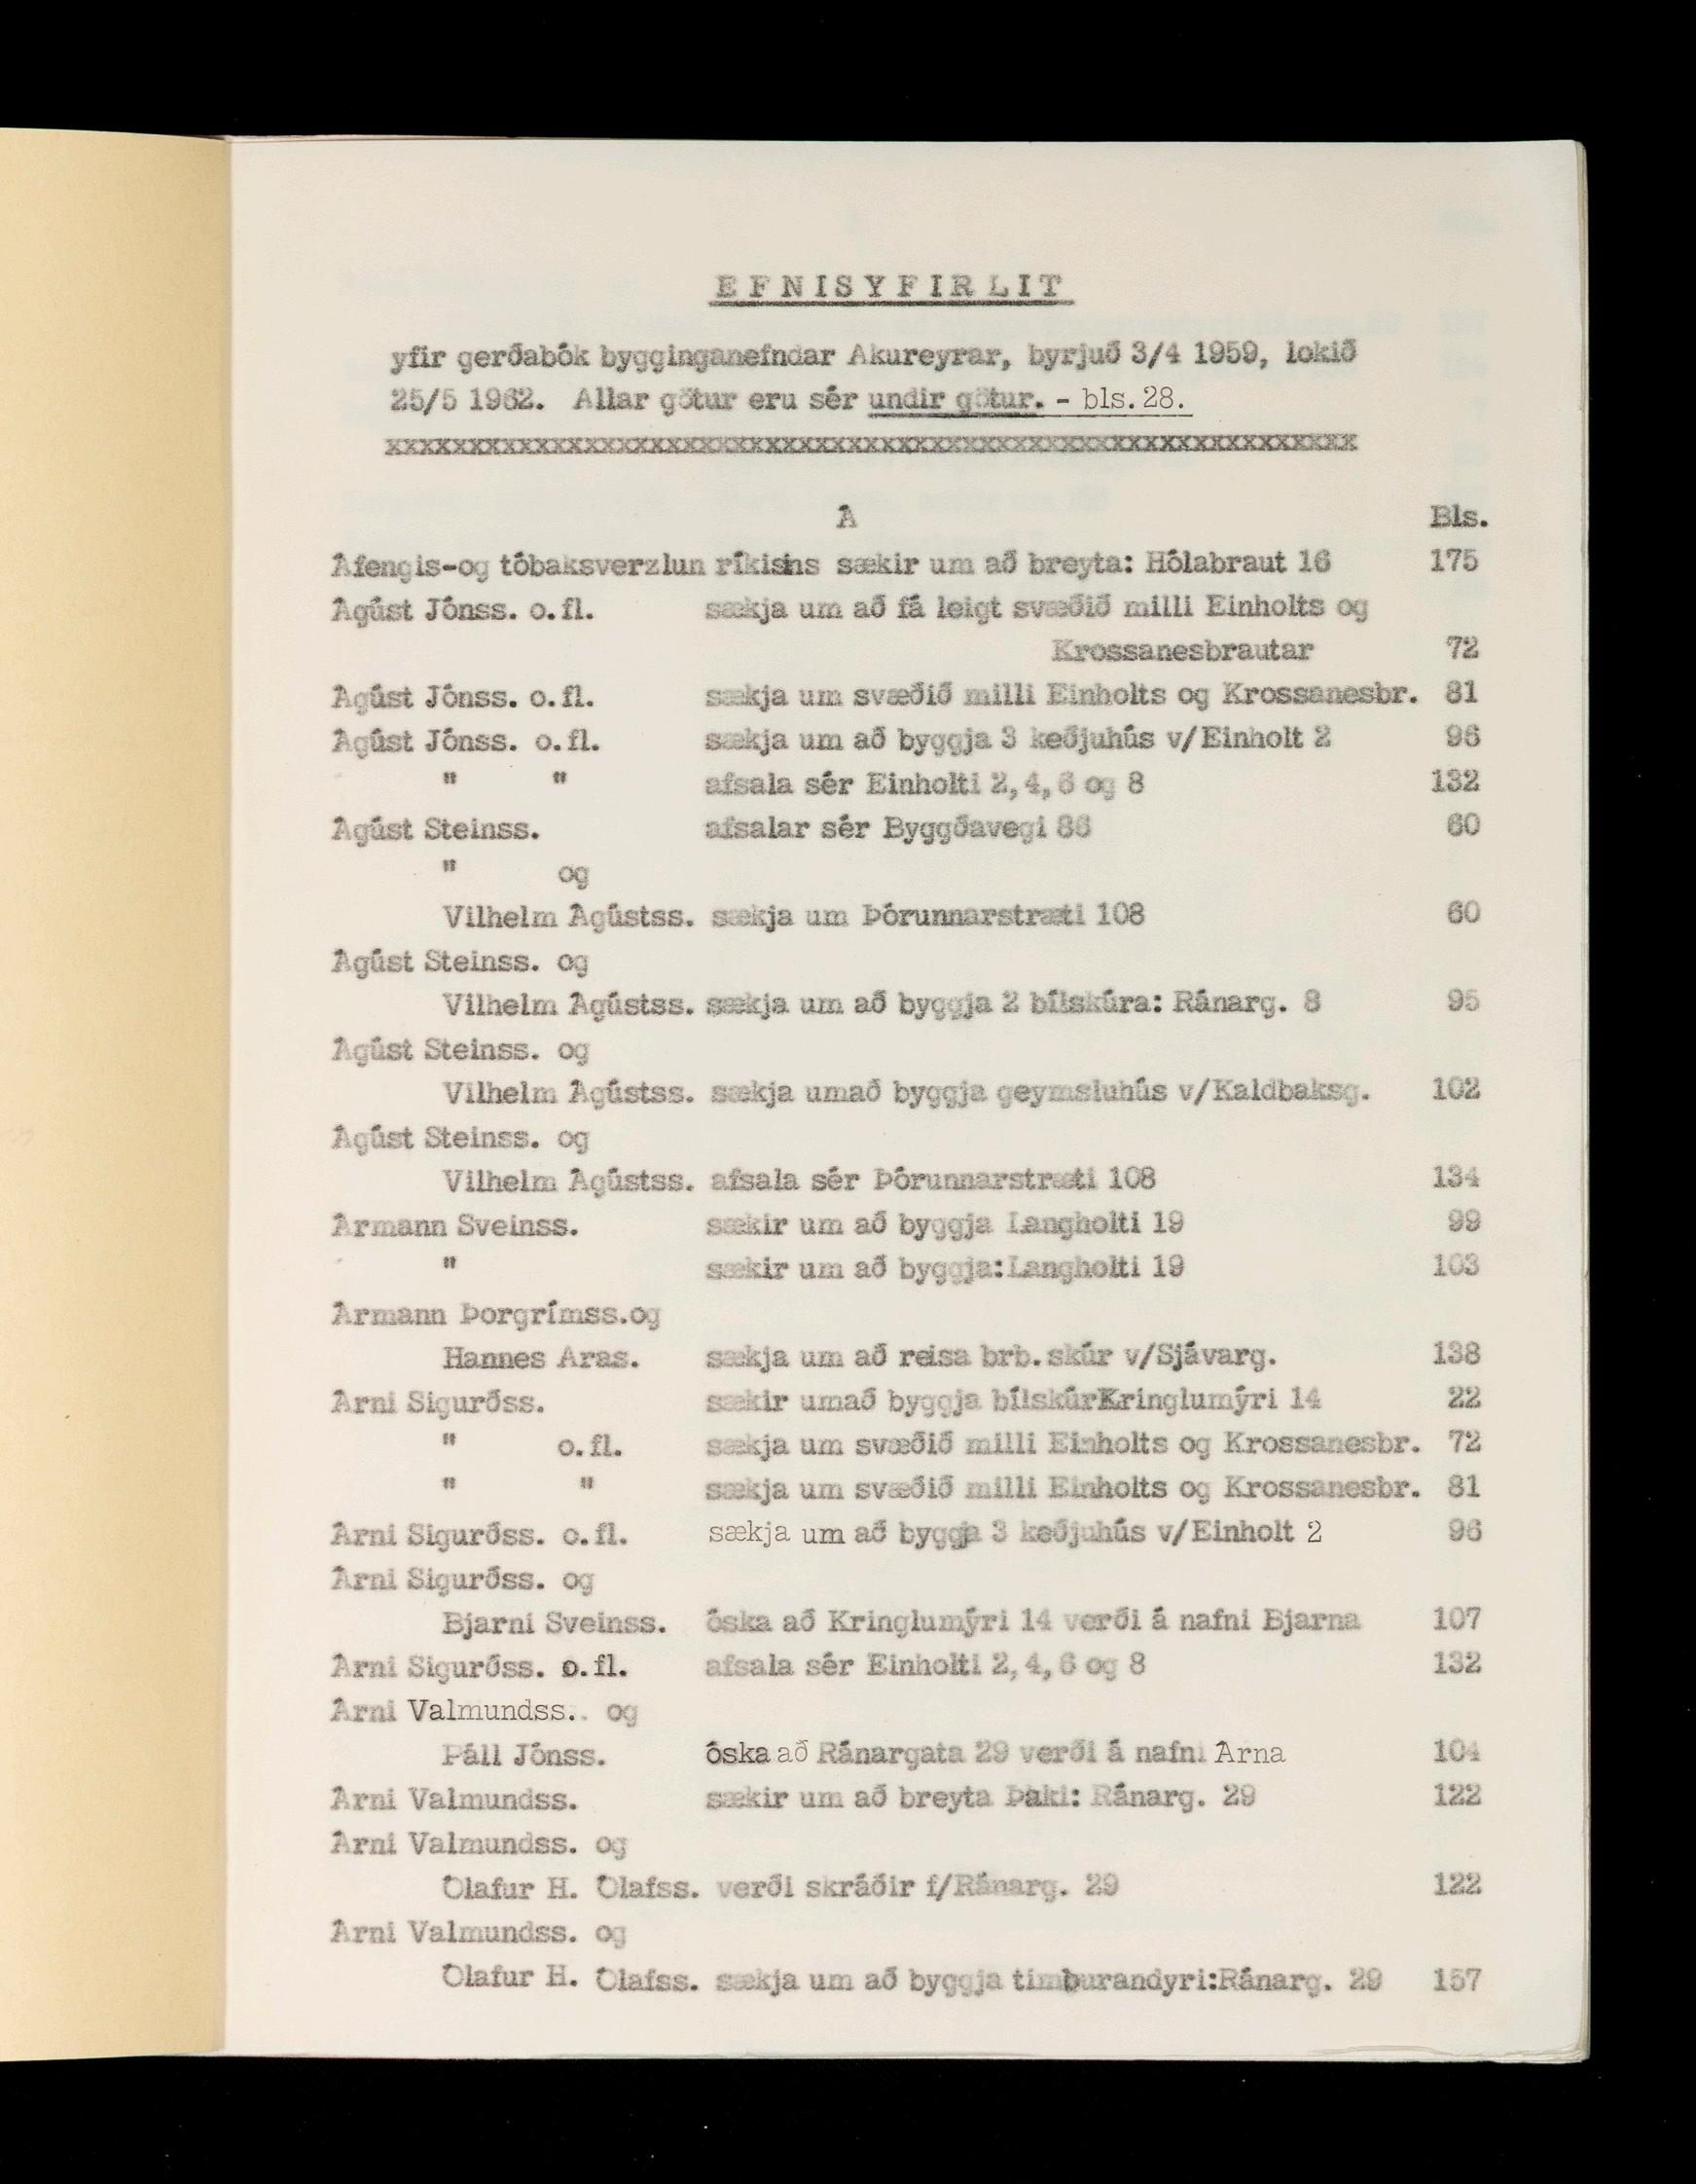 EFNISYFIRLIT
yfir gerðabók bygginganefndar Akureyrar, byrjuð 3/4 1959, lokið
25/5 1962. Allar götur eru sér undir götur. - bls. 28.
xxxxxxxxxxxxxxxxxxxxxxxxxxxxxxxxxxxxxxxxxxxxxxxxxxxxxxxxxxxxxx
Á Bls.
Áfengis-og tóbaksverzlun ríkisins sækir um að breyta: Hólabraut 16 175
Ágúst Jónss. o.fl. sækja um að fá leigt svæðið milli Einholts og
Krossanesbrautar 72
Ágúst Jónss. o.fl. sækja um svæðið milli Einholts og Krossanesbr. 81
Ágúst Jónss. o.fl. sækja um að byggja 3 keðjuhús v/Einholt 2 96
" " afsala sér Einholti 2,4,6 og 8 132
Ágúst Steinss. afsalar sér Byggðavegi 86 60
" og
Vilhelm Ágústss. sækja um Þórunnarstræti 108 60
Ágúst Steinss. og
Vilhelm Ágústss. sækja um að byggja 2 bílskúra: Ránarg. 8 95
Ágúst Steinss. og
Vilhelm Ágústss. sækja umað byggja geymsluhús v/Kaldbaksg. 102
Ágúst Steinss. og
Vilhelm Ágústss. afsala sér Þórunnarstræti 108 134
Ármann Sveinss. sækir um að byggja Langholti 19 99
" sækir um að byggja:Langholti 19 103
Ármann Þorgrímss.og
Hannes Aras. sækja um að reisa brb. skúr v/Sjávarg. 138
Árni Sigurðss. sækir umað byggja bílskúrKringlumýri 14 22
" o.fl. sækja um svæðið milli Einholts og Krossanesbr. 72
" " sækja um svæðið milli Einholts og Krossanesbr. 81
Árni Sigurðss. o.fl. sækja um að byggja 3 keðjuhús v/Einholt 2 96
Árni Sigurðss. og
Bjarni Sveinss. óska að Kringlumýri 14 verði á nafni Bjarna 107
Árni Sigurðss. o.fl. afsala sér Einholti 2,4,6 og 8 132
Árni Valmundss.. og
Páll Jónss. óska að Ránargata 29 verði á nafni Árna 104
Árni Valmundss. sækir um að breyta Þaki: Ránarg. 29 122
Árni Valmundss. og
Ólafur H. Ólafss. verði skráðir f/Ránarg. 29 122
Árni Valmundss. og
Ólafur H. Ólafss. sækja um að byggja timburandyri:Ránarg. 29 157